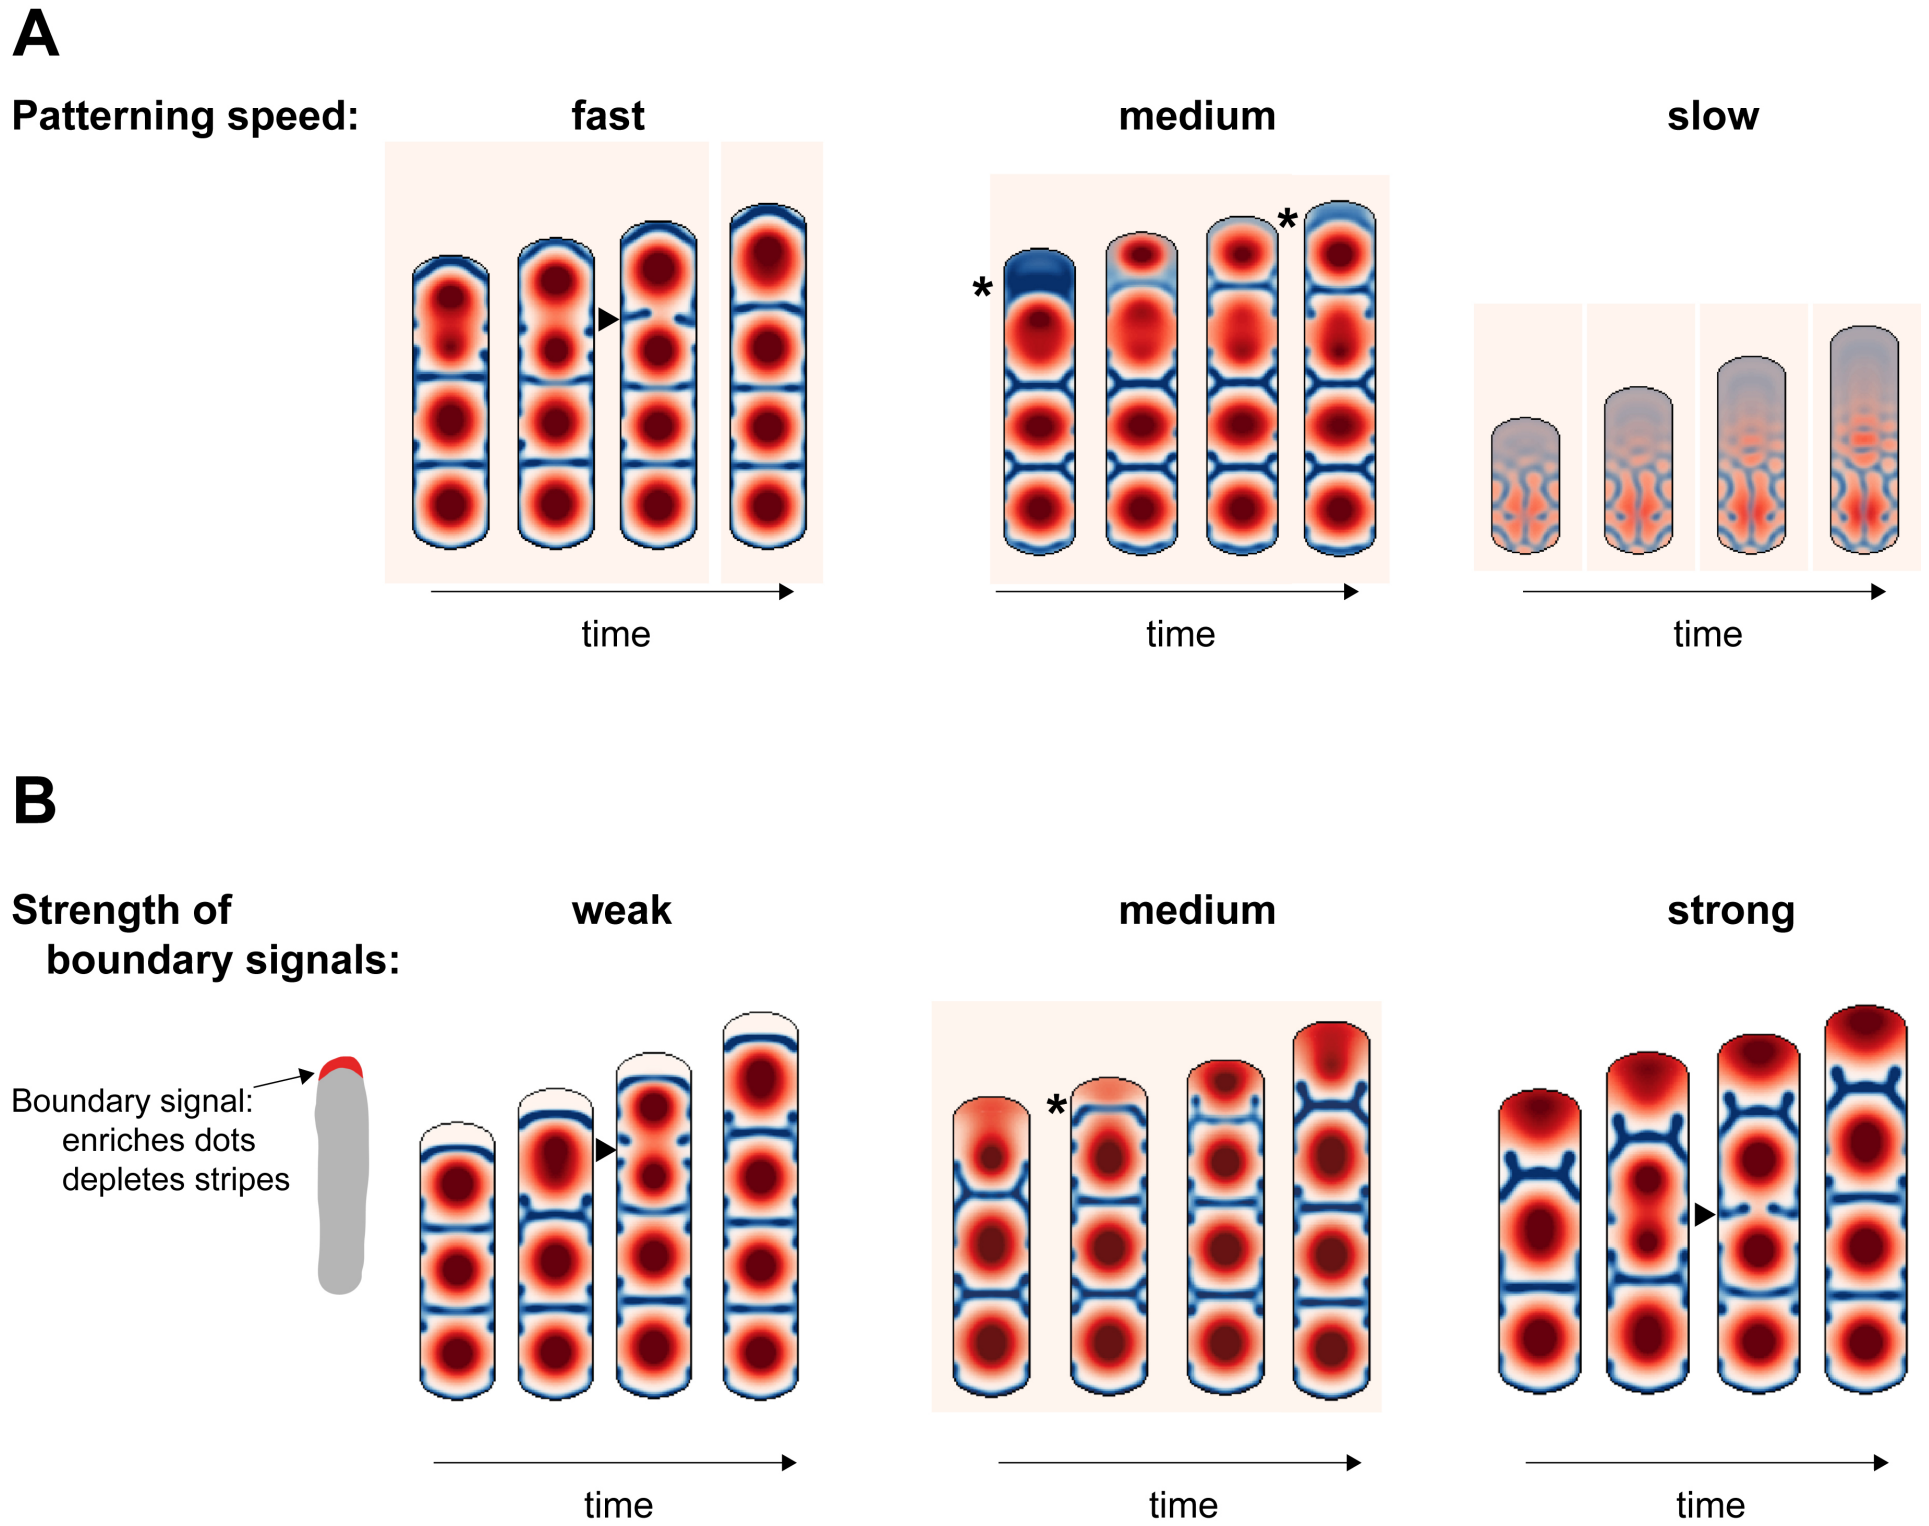 A
Patterning speed: fast medium slow
*
*
time time time
B
Strength of
boundary signals: weak medium strong
Boundary signal:
enriches dots
depletes stripes
*
time time time